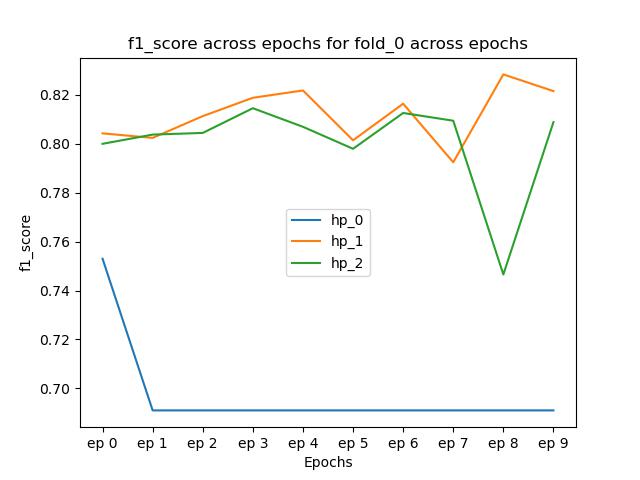 f1_score across epochs for fold_0 across epochs
f1_score
0.82
0.80
0.78
0.76
0.74
0.72
0.70
hp_0
hp_1
hp_2
ep 0 ep 1 ep 2 ep 3 ep 4 ep 5 ep 6 ep 7 ep 8 ep 9
Epochs